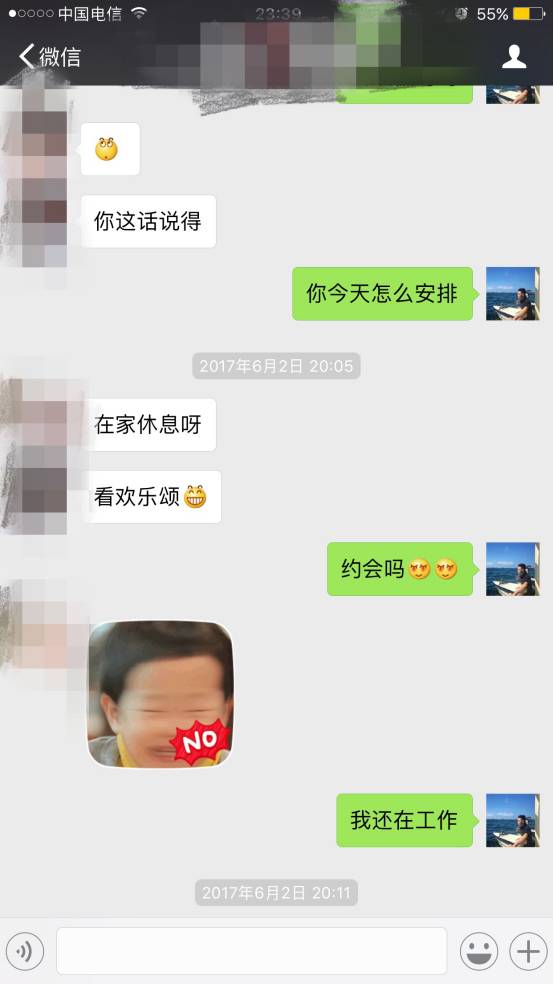 中国电信
23:39
55%
微信
你这话说得
你今天怎么安排
2017年6月2日 20:05
在家休息呀
看欢乐颂
约会吗
NO
我还在工作
2017年6月2日 20:11